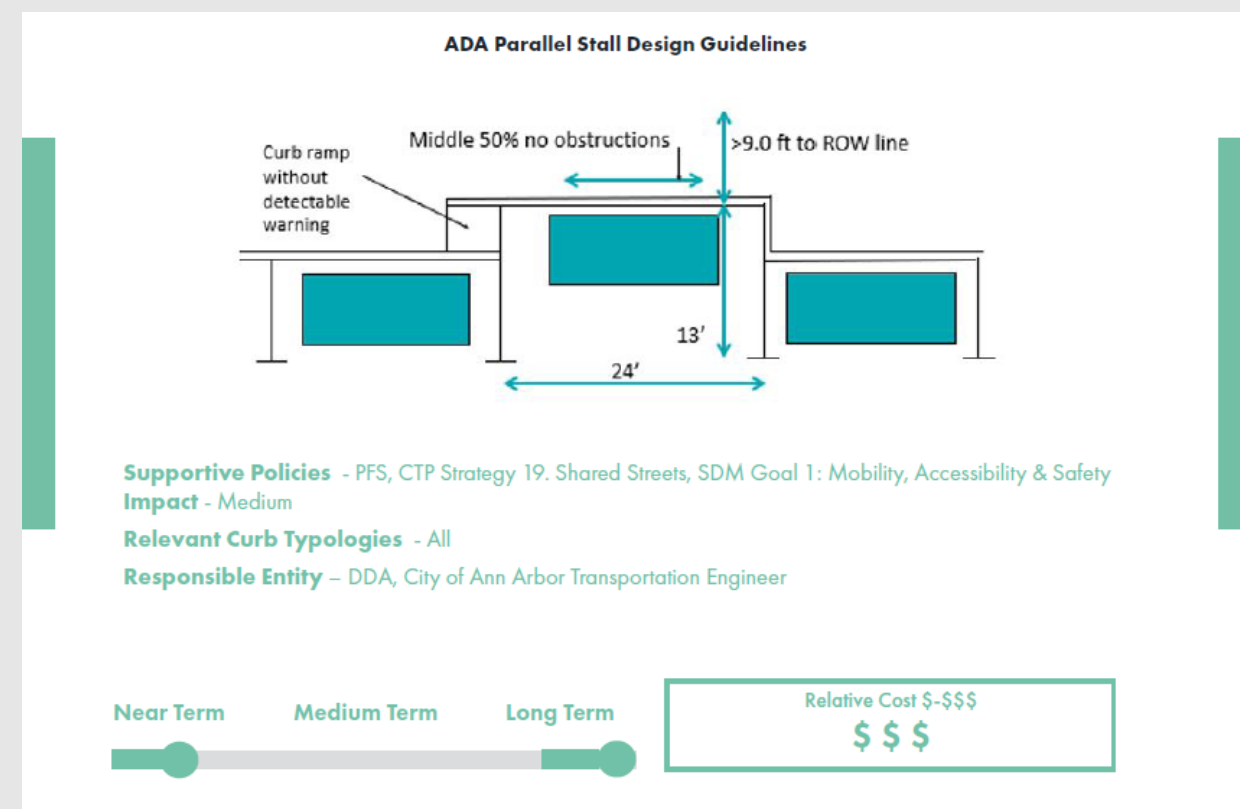 ADA Parallel Stall Design Guidelines
Middle 50% no obstructions
>9.0 ft to ROW line
Curb ramp
without
detectable
warning
13'
24'
Supportive Policies - PFS, CTP Strategy 19. Shared Streets, SDM Goal 1: Mobility, Accessibility & Safety
Impact - Medium
Relevant Curb Typologies - All
Responsible Entity – DDA, City of Ann Arbor Transportation Engineer
Near Term Medium Term Long Term
Relative Cost $-$$$
$ $ $